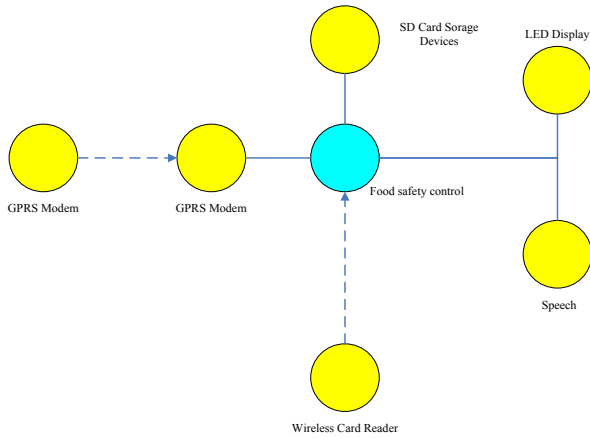 SD Card Sorage
Devices
LED Display
GPRS Modem
GPRS Modem
Food safety control
Speech
Wireless Card Reader